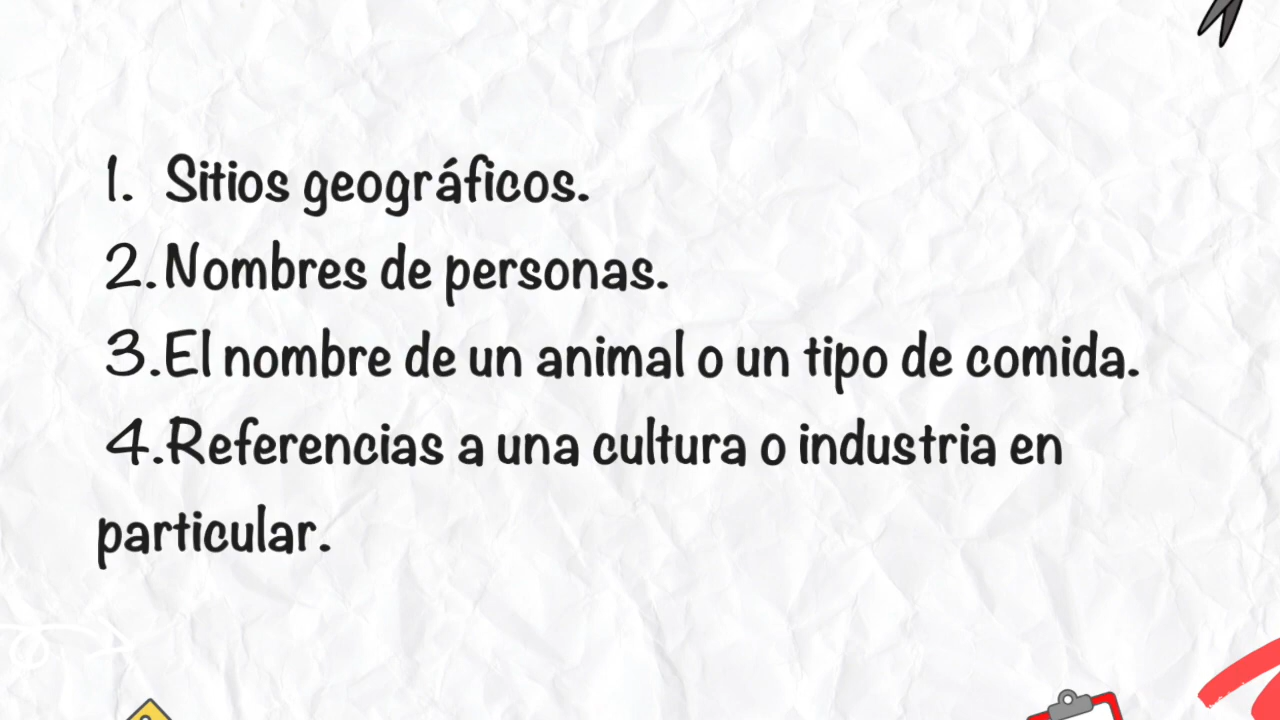 1. Sitios geográficos.
2. Nombres de personas.
3. El nombre de un animal o un tipo de comida.
4. Referencias a una cultura o industria en
particular.